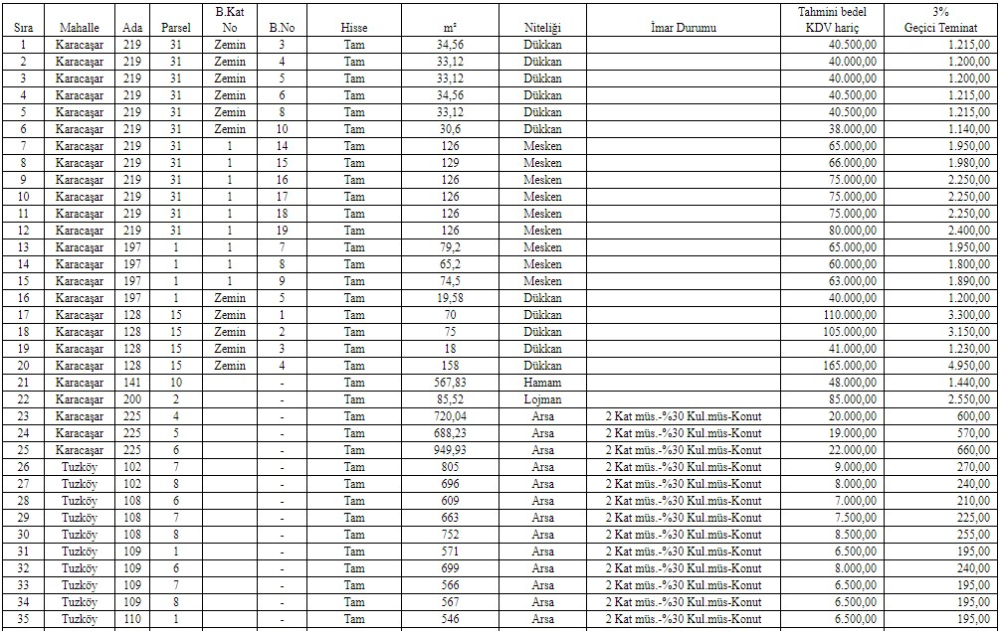 Sıra Mahalle Ada Parsel B.Kat No B.No Hisse m² Niteliği İmar Durumu Tahmini bedel KDV hariç 3% Geçici Teminat
1 Karacaşar 219 31 Zemin 3 Tam 34,56 Dükkan 40.500,00 1.215,00
2 Karacaşar 219 31 Zemin 4 Tam 33,12 Dükkan 40.000,00 1.200,00
3 Karacaşar 219 31 Zemin 5 Tam 33,12 Dükkan 40.000,00 1.200,00
4 Karacaşar 219 31 Zemin 6 Tam 34,56 Dükkan 40.500,00 1.215,00
5 Karacaşar 219 31 Zemin 8 Tam 33,12 Dükkan 40.500,00 1.215,00
6 Karacaşar 219 31 Zemin 10 Tam 30,6 Dükkan 38.000,00 1.140,00
7 Karacaşar 219 31 1 14 Tam 126 Mesken 65.000,00 1.950,00
8 Karacaşar 219 31 1 15 Tam 129 Mesken 66.000,00 1.980,00
9 Karacaşar 219 31 1 16 Tam 126 Mesken 75.000,00 2.250,00
10 Karacaşar 219 31 1 17 Tam 126 Mesken 75.000,00 2.250,00
11 Karacaşar 219 31 1 18 Tam 126 Mesken 75.000,00 2.250,00
12 Karacaşar 219 31 1 19 Tam 126 Mesken 80.000,00 2.400,00
13 Karacaşar 197 1 1 7 Tam 79,2 Mesken 65.000,00 1.950,00
14 Karacaşar 197 1 1 8 Tam 65,2 Mesken 60.000,00 1.800,00
15 Karacaşar 197 1 1 9 Tam 74,5 Mesken 63.000,00 1.890,00
16 Karacaşar 197 1 Zemin 5 Tam 19,58 Dükkan 40.000,00 1.200,00
17 Karacaşar 128 15 Zemin 1 Tam 70 Dükkan 110.000,00 3.300,00
18 Karacaşar 128 15 Zemin 2 Tam 75 Dükkan 105.000,00 3.150,00
19 Karacaşar 128 15 Zemin 3 Tam 18 Dükkan 41.000,00 1.230,00
20 Karacaşar 128 15 Zemin 4 Tam 158 Dükkan 165.000,00 4.950,00
21 Karacaşar 141 10 - Tam 567,83 Hamam 48.000,00 1.440,00
22 Karacaşar 200 2 - Tam 85,52 Lojman 85.000,00 2.550,00
23 Karacaşar 225 4 - Tam 720,04 Arsa 2 Kat müs.-%30 Kul.müs-Konut 20.000,00 600,00
24 Karacaşar 225 5 - Tam 688,23 Arsa 2 Kat müs.-%30 Kul.müs-Konut 19.000,00 570,00
25 Karacaşar 225 6 - Tam 949,93 Arsa 2 Kat müs.-%30 Kul.müs-Konut 22.000,00 660,00
26 Tuzköy 102 7 - Tam 805 Arsa 2 Kat müs.-%30 Kul.müs-Konut 9.000,00 270,00
27 Tuzköy 102 8 - Tam 696 Arsa 2 Kat müs.-%30 Kul.müs-Konut 8.000,00 240,00
28 Tuzköy 108 6 - Tam 609 Arsa 2 Kat müs.-%30 Kul.müs-Konut 7.000,00 210,00
29 Tuzköy 108 7 - Tam 663 Arsa 2 Kat müs.-%30 Kul.müs-Konut 7.500,00 225,00
30 Tuzköy 108 8 - Tam 752 Arsa 2 Kat müs.-%30 Kul.müs-Konut 8.500,00 255,00
31 Tuzköy 109 1 - Tam 571 Arsa 2 Kat müs.-%30 Kul.müs-Konut 6.500,00 195,00
32 Tuzköy 109 6 - Tam 699 Arsa 2 Kat müs.-%30 Kul.müs-Konut 8.000,00 240,00
33 Tuzköy 109 7 - Tam 566 Arsa 2 Kat müs.-%30 Kul.müs-Konut 6.500,00 195,00
34 Tuzköy 109 8 - Tam 567 Arsa 2 Kat müs.-%30 Kul.müs-Konut 6.500,00 195,00
35 Tuzköy 110 1 - Tam 546 Arsa 2 Kat müs.-%30 Kul.müs-Konut 6.500,00 195,00